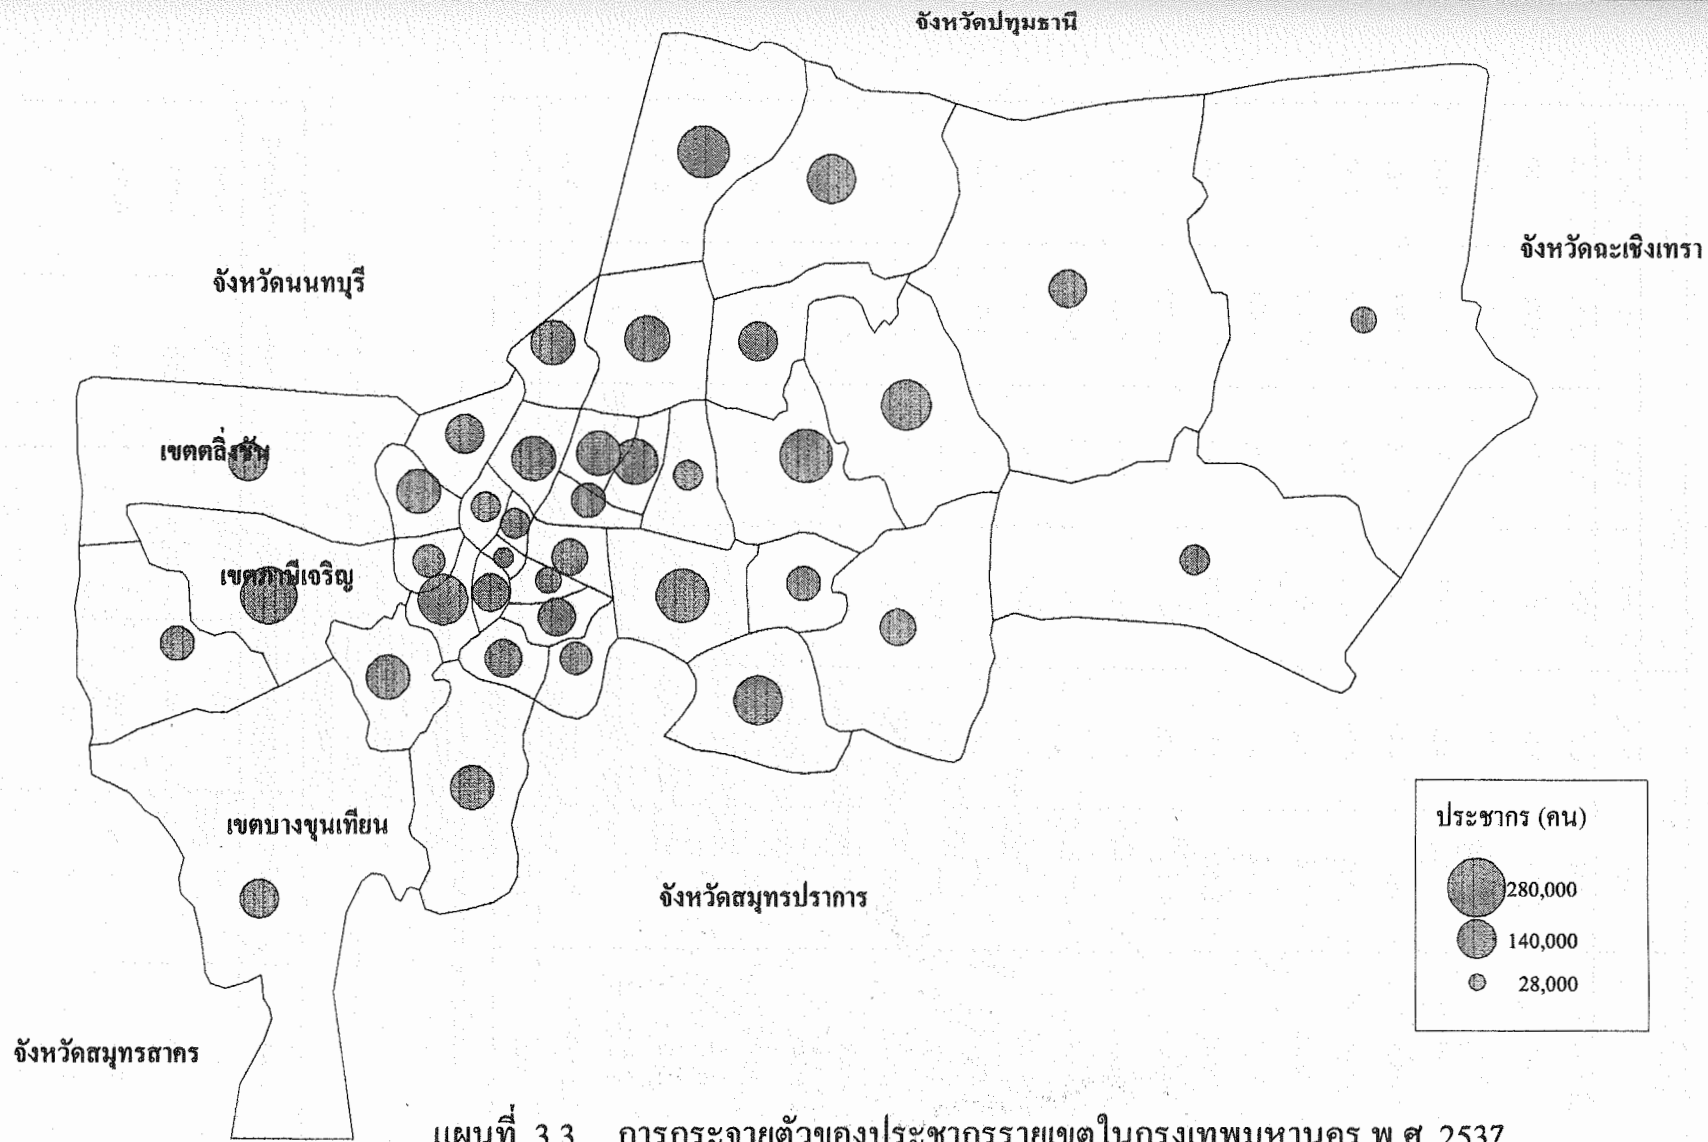 จังหวัดปทุมธานี
จังหวัดฉะเชิงเทรา
จังหวัดนนทบุรี
เขตตลิ่งชัน
เขตภาษีเจริญ
เขตบางขุนเทียน
จังหวัดสมุทรปราการ
จังหวัดสมุทรสาคร
ประชากร (คน)
280,000
140,000
28,000
แผนที่ 3.3 การกระจายตัวของประชากรรายเขตในกรุงเทพมหานคร พ.ศ. 2537